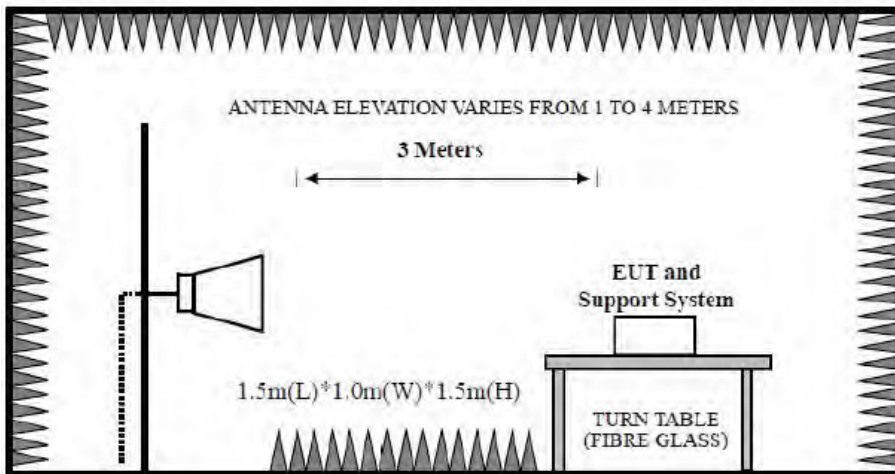 ANTENNA ELEVATION VARIES FROM 1 TO 4 METERS
3 Meters
EUT and
Support System
1.5m(L)*1.0m(W)*1.5m(H)
TURN TABLE
(FIBRE GLASS)